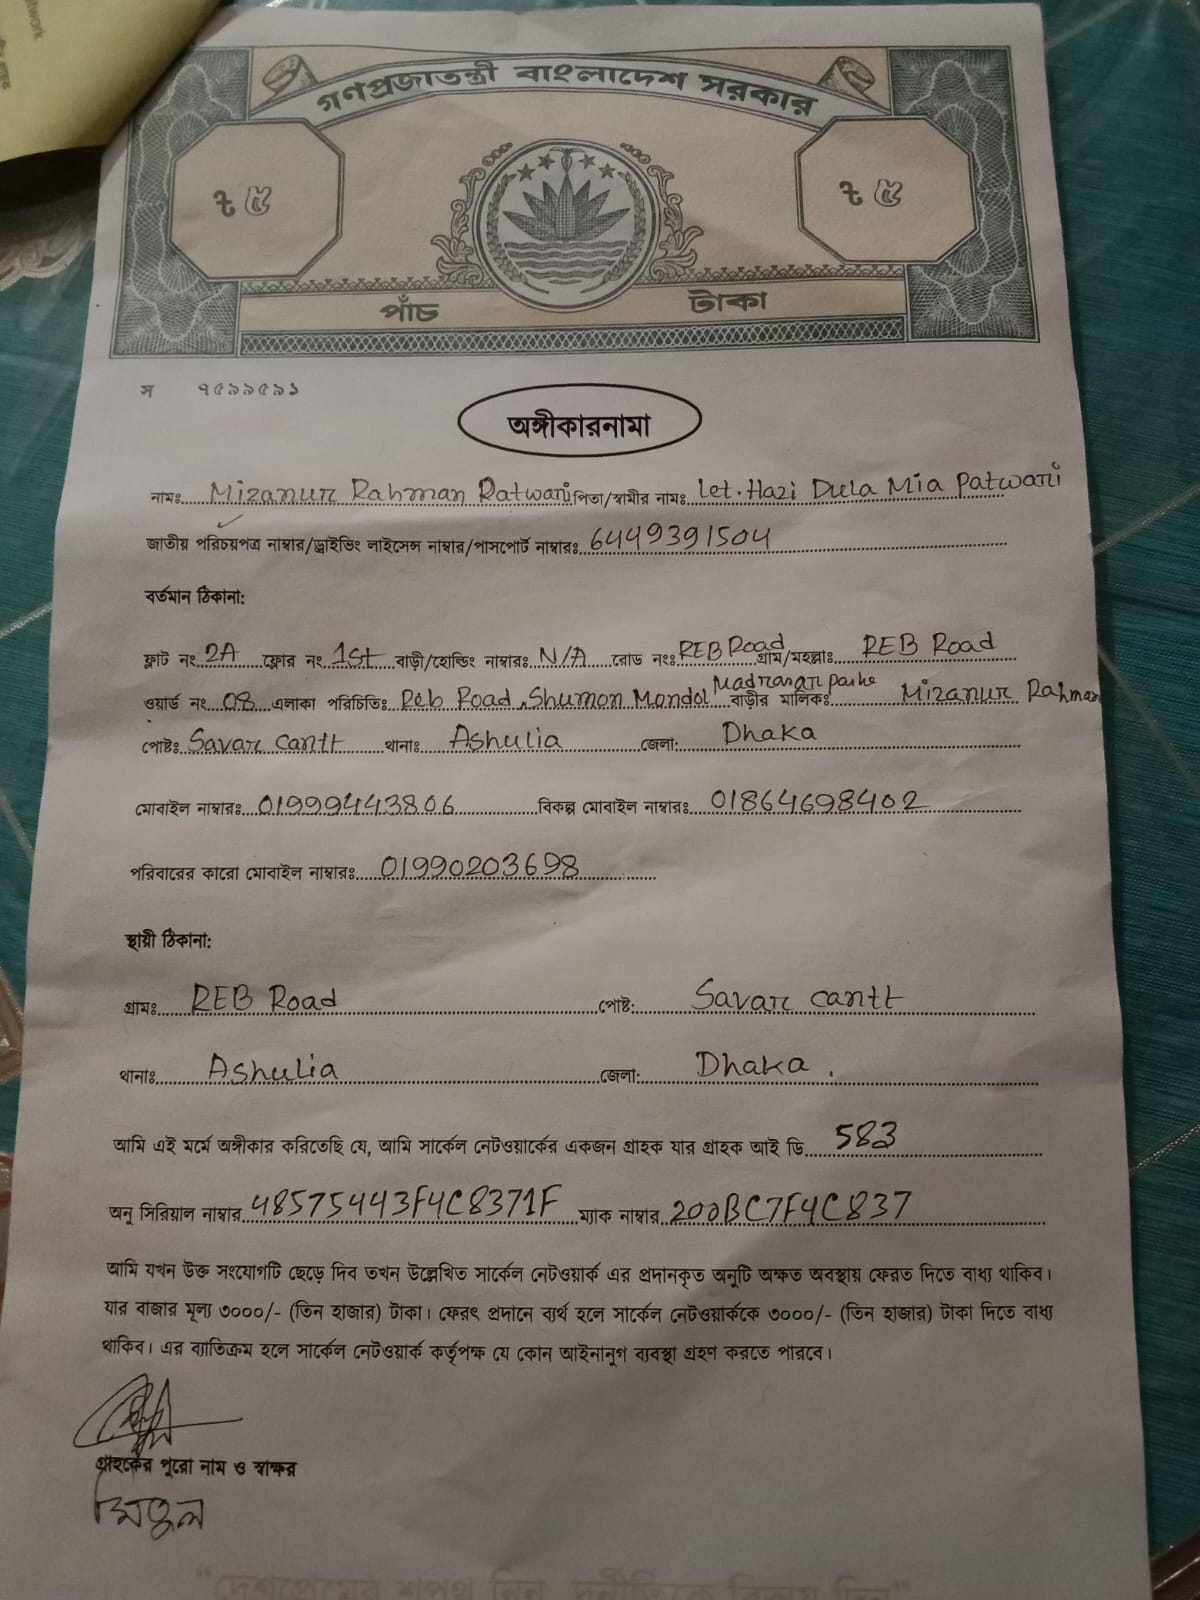 twork
গণপ্রজাতন্ত্রী বাংলাদেশ সরকার
৳ ৫
৳ ৫
পাঁচ টাকা
স ৭৫৯৯৫৯১
অঙ্গীকারনামা
নামঃ Mizanur Rahman Ratwari পিতা/স্বামীর নামঃ Let. Hazi Dula Mia Patwari
জাতীয় পরিচয়পত্র নাম্বার/ড্রাইভিং লাইসেন্স নাম্বার/পাসপোর্ট নাম্বারঃ 6449391504
বর্তমান ঠিকানা:
ফ্লাট নং 2A ফ্লোর নং 1st বাড়ী/হোল্ডিং নাম্বারঃ N/A রোড নংঃ REB Road গ্রাম/মহল্লাঃ REB Road
ওয়ার্ড নং 08 এলাকা পরিচিতিঃ Reb Road, Shumon Mondol Madrasar pashe বাড়ীর মালিকঃ Mizanur Rahman
পোষ্টঃ Savar cantt থানাঃ Ashulia জেলা: Dhaka
মোবাইল নাম্বারঃ 01999443806 বিকল্প মোবাইল নাম্বারঃ 01864698402
পরিবারের কারো মোবাইল নাম্বারঃ 01990203698
স্থায়ী ঠিকানা:
গ্রামঃ REB Road পোষ্ট: Savar cantt
থানাঃ Ashulia জেলা: Dhaka .
আমি এই মর্মে অঙ্গীকার করিতেছি যে, আমি সার্কেল নেটওয়ার্কের একজন গ্রাহক যার গ্রাহক আই ডি 583
অনু সিরিয়াল নাম্বার 48575443F4C8371F ম্যাক নাম্বার 200BC7F4C837
আমি যখন উক্ত সংযোগটি ছেড়ে দিব তখন উল্লেখিত সার্কেল নেটওয়ার্ক এর প্রদানকৃত অনুটি অক্ষত অবস্থায় ফেরত দিতে বাধ্য থাকিব।
যার বাজার মূল্য ৩০০০/- (তিন হাজার) টাকা। ফেরৎ প্রদানে ব্যর্থ হলে সার্কেল নেটওয়ার্ককে ৩০০০/- (তিন হাজার) টাকা দিতে বাধ্য
থাকিব। এর ব্যতিক্রম হলে সার্কেল নেটওয়ার্ক কর্তৃপক্ষ যে কোন আইনানুগ ব্যবস্থা গ্রহণ করতে পারবে।
গ্রাহকের পুরো নাম ও স্বাক্ষর
"দেশপ্রেমের শপথ নিন, দুর্নীতিকে বিদায় দিন"